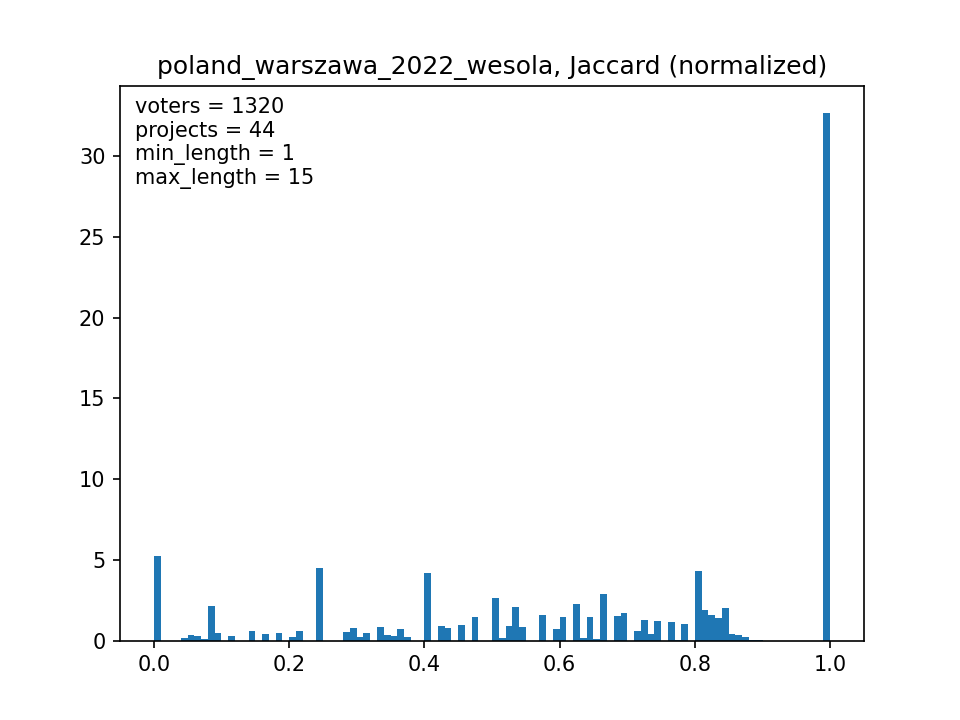 poland_warszawa_2022_wesola, Jaccard (normalized)
voters = 1320
projects = 44
min_length = 1
max_length = 15
30
25
20
15
10
5
0
0.0 0.2 0.4 0.6 0.8 1.0